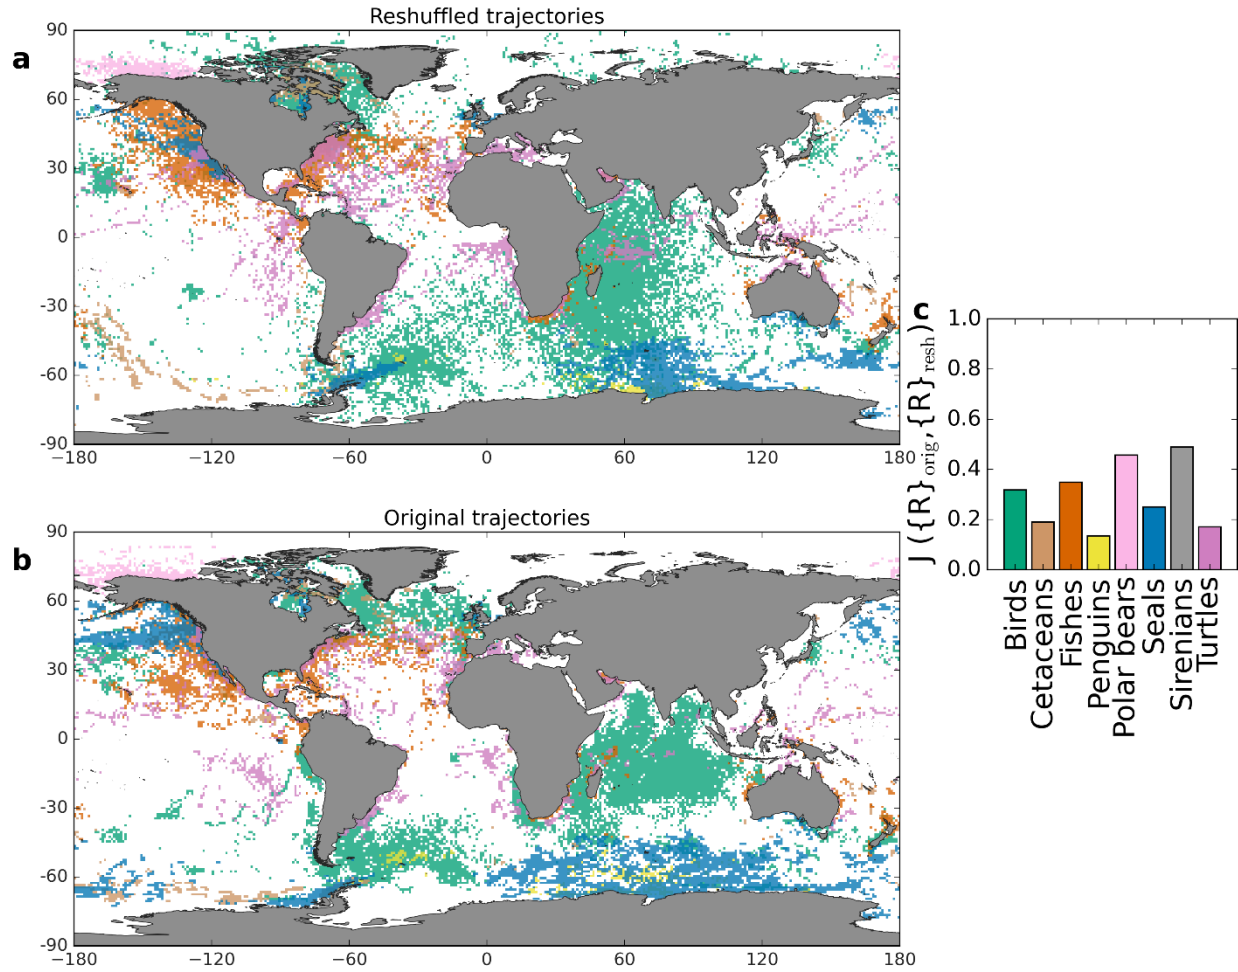 Reshuffled trajectories
a
90
60
30
0
-30
-60
-90
−180
−120
−60
0
60
120
180
Original trajectories
b
90
60
30
0
-30
-60
-90
−180
−120
−60
0
60
120
180
c
J ({R}orig,{R}resh)
1.0
0.8
0.6
0.4
0.2
0.0
Birds
Cetaceans
Fishes
Penguins
Polar bears
Seals
Sirenians
Turtles